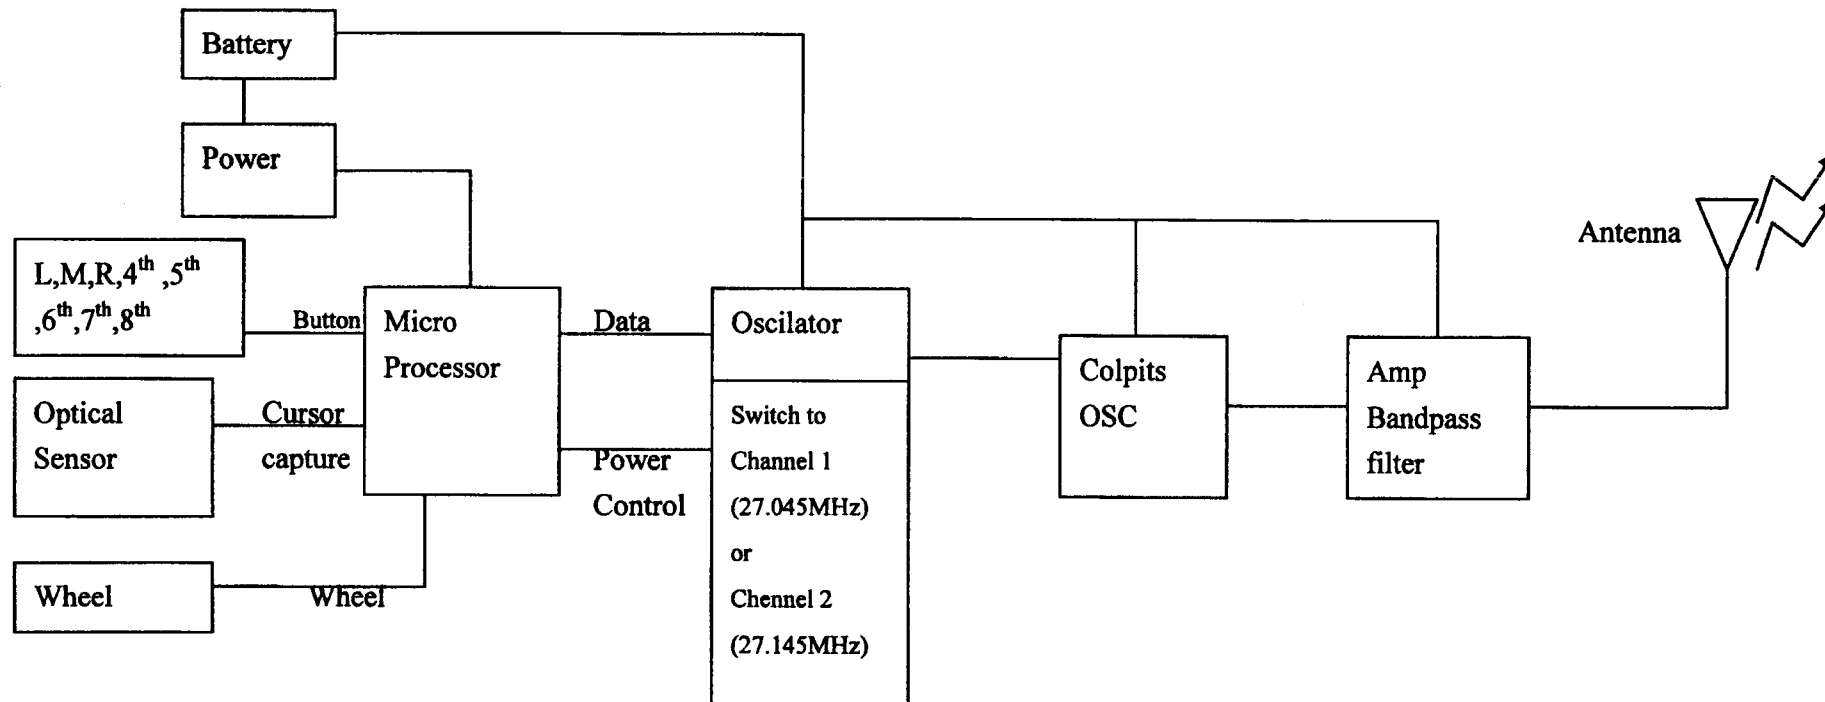 Battery
Power
L,M,R,4th ,5th
,6th,7th,8th
Button
Optical
Sensor
Cursor
capture
Wheel
Wheel
Micro
Processor
Data
Power
Control
Oscilator
Switch to
Channel 1
(27.045MHz)
or
Chennel 2
(27.145MHz)
Colpits
OSC
Amp
Bandpass
filter
Antenna